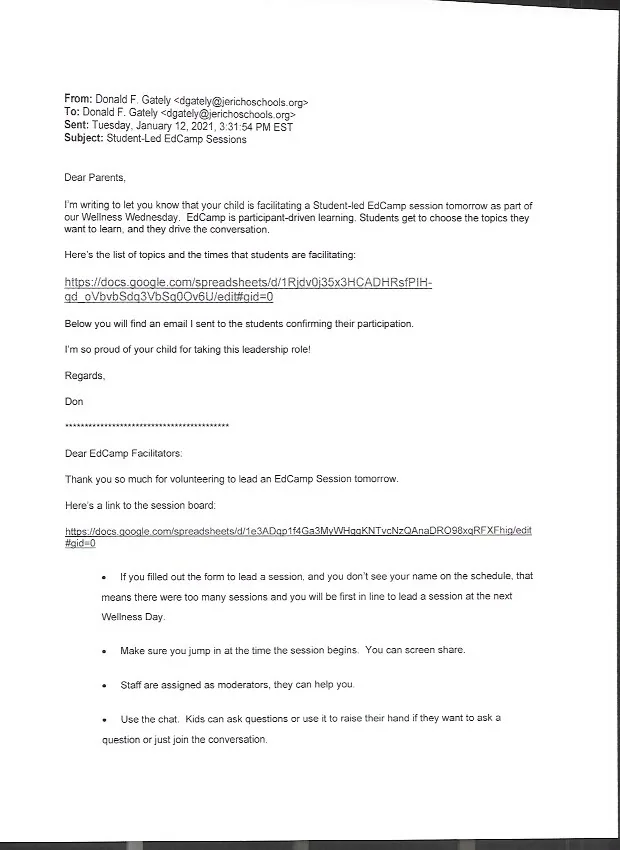 From: Donald F. Gately <dgately@jerichoschools.org>
To: Donald F. Gately <dgately@jerichoschools.org>
Sent: Tuesday, January 12, 2021, 3:31:54 PM EST
Subject: Student-Led EdCamp Sessions
Dear Parents,
I'm writing to let you know that your child is facilitating a Student-led EdCamp session tomorrow as part of
our Wellness Wednesday. EdCamp is participant-driven learning. Students get to choose the topics they
want to learn, and they drive the conversation.
Here's the list of topics and the times that students are facilitating:
https://docs.google.com/spreadsheets/d/1Rjdv0j35x3HCADHRsfPIH-
gd_oVbvbSdq3VbSq0Ov6U/edit#gid=0
Below you will find an email I sent to the students confirming their participation.
I'm so proud of your child for taking this leadership role!
Regards,
Don
******************************************
Dear EdCamp Facilitators:
Thank you so much for volunteering to lead an EdCamp Session tomorrow.
Here's a link to the session board:
https://docs.google.com/spreadsheets/d/1e3ADqp1f4Ga3MyWHqgKNTvcNzQAnaDRO98xgRFXFhig/edit
#gid=0
• If you filled out the form to lead a session, and you don't see your name on the schedule, that
means there were too many sessions and you will be first in line to lead a session at the next
Wellness Day.
• Make sure you jump in at the time the session begins. You can screen share.
• Staff are assigned as moderators, they can help you.
• Use the chat. Kids can ask questions or use it to raise their hand if they want to ask a
question or just join the conversation.